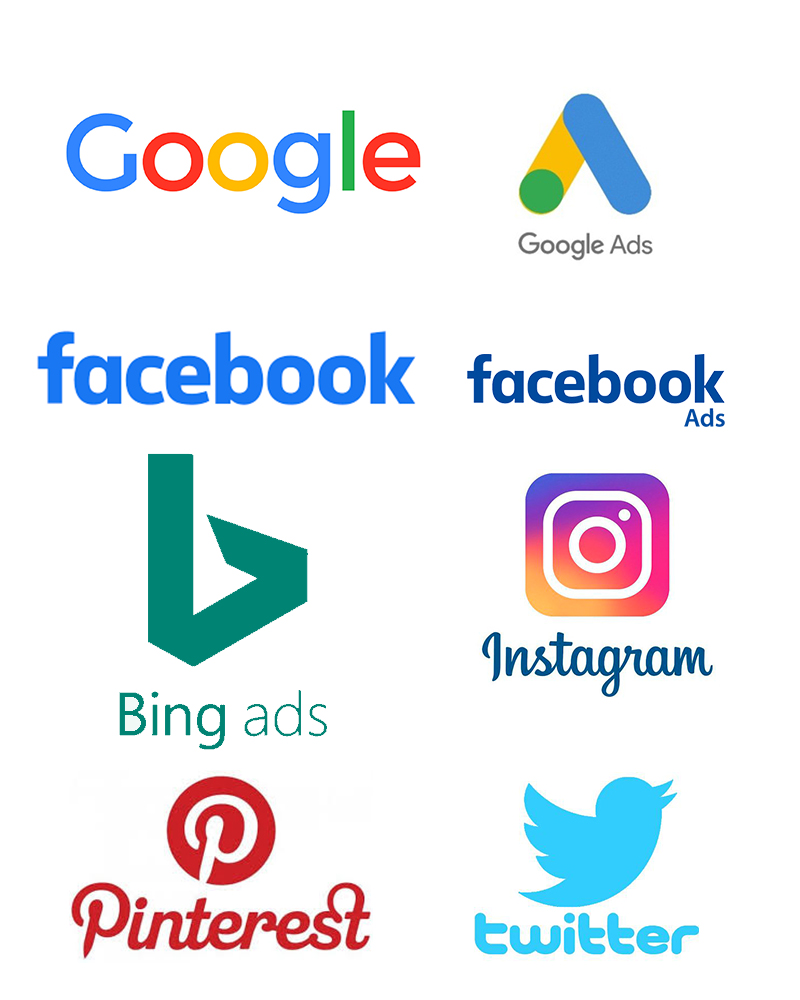 Google
Google Ads
facebook
facebook
Ads
Bing ads
Instagram
Pinterest
twitter